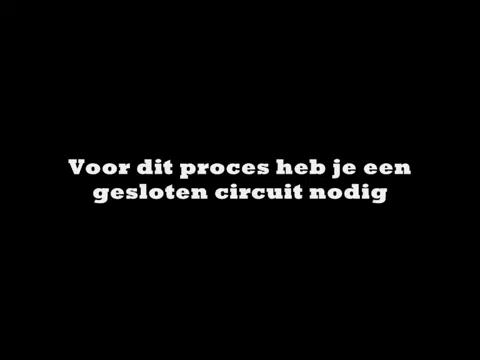 Voor dit proces heb je een
gesloten circuit nodig